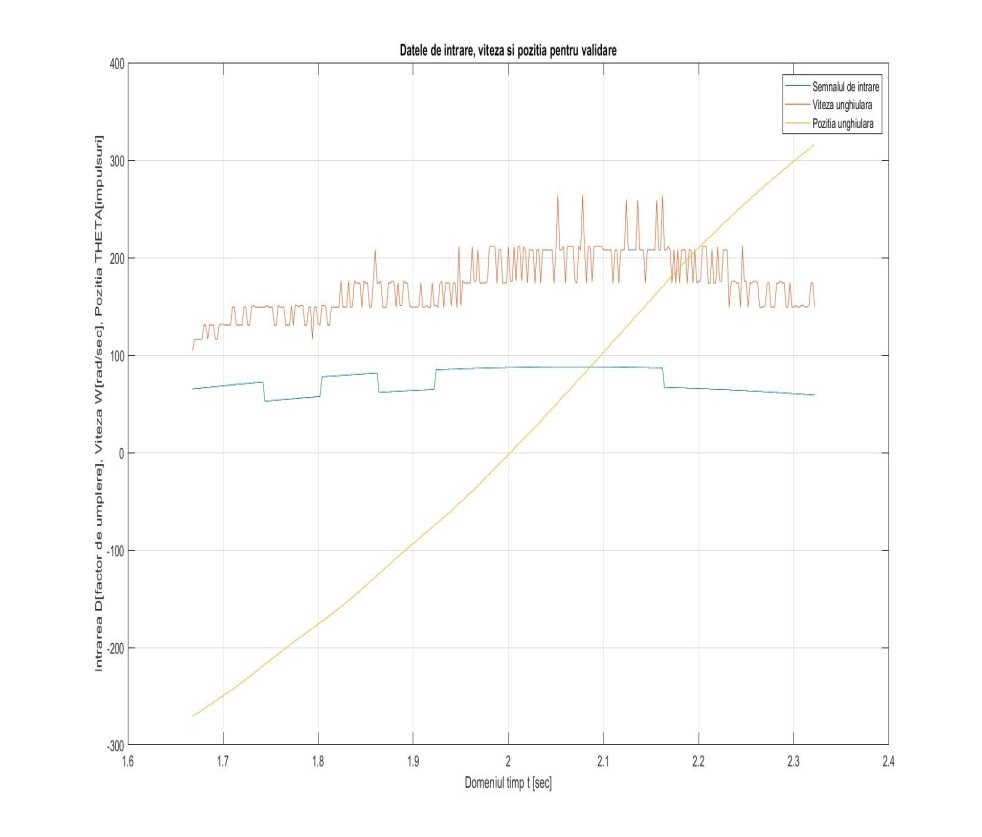 Datele de intrare, viteza si pozitia pentru validare
Semnalul de intrare
Viteza unghiulara
Pozitia unghiulara
Intrarea D[factor de umplere], Viteza W[rad/sec], Pozitia THETA[impulsuri]
400
300
200
100
0
-100
-200
-300
1.6 1.7 1.8 1.9 2 2.1 2.2 2.3 2.4
Domeniul timp t [sec]